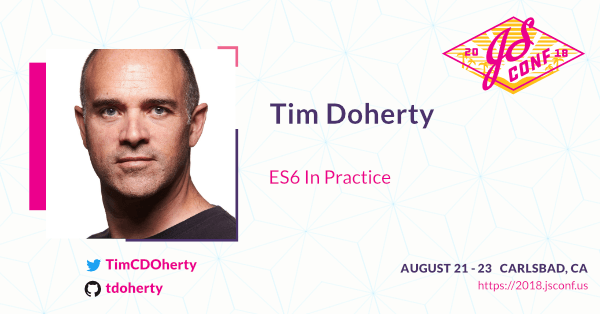 20 JS 18
CONF
Tim Doherty
ES6 In Practice
TimCDOherty
tdoherty
AUGUST 21 - 23 CARLSBAD, CA
https://2018.jsconf.us